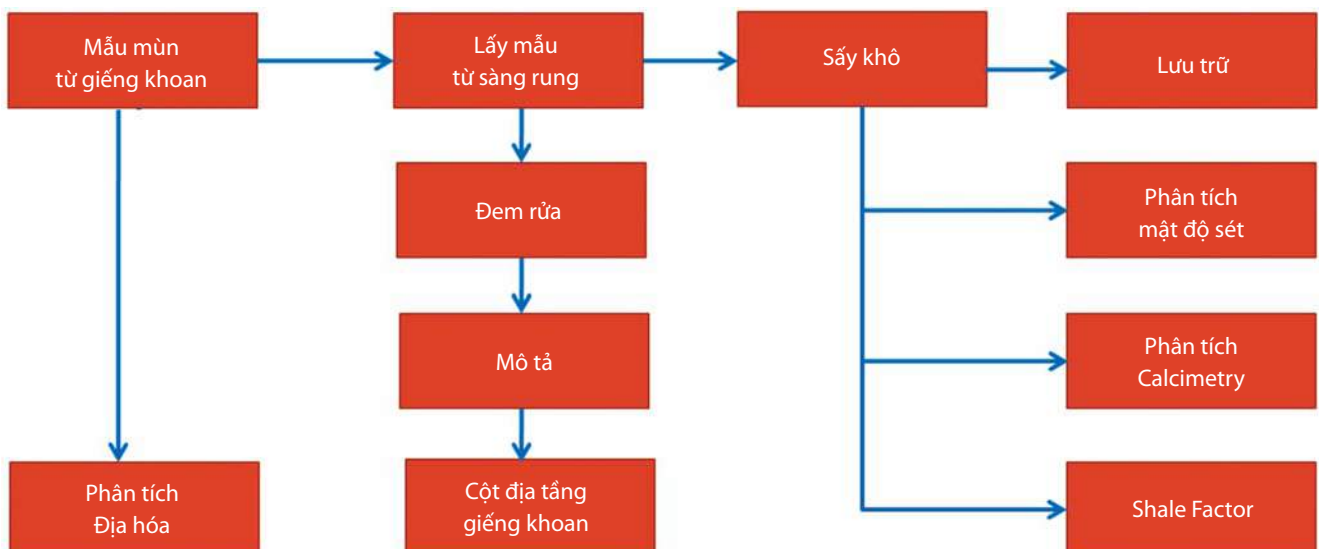 Mẫu mùn
từ giếng khoan
Lấy mẫu
từ sàng rung
Sấy khô
Lưu trữ
Đem rửa
Phân tích
mật độ sét
Mô tả
Phân tích
Calcimetry
Phân tích
Địa hóa
Cột địa tầng
giếng khoan
Shale Factor